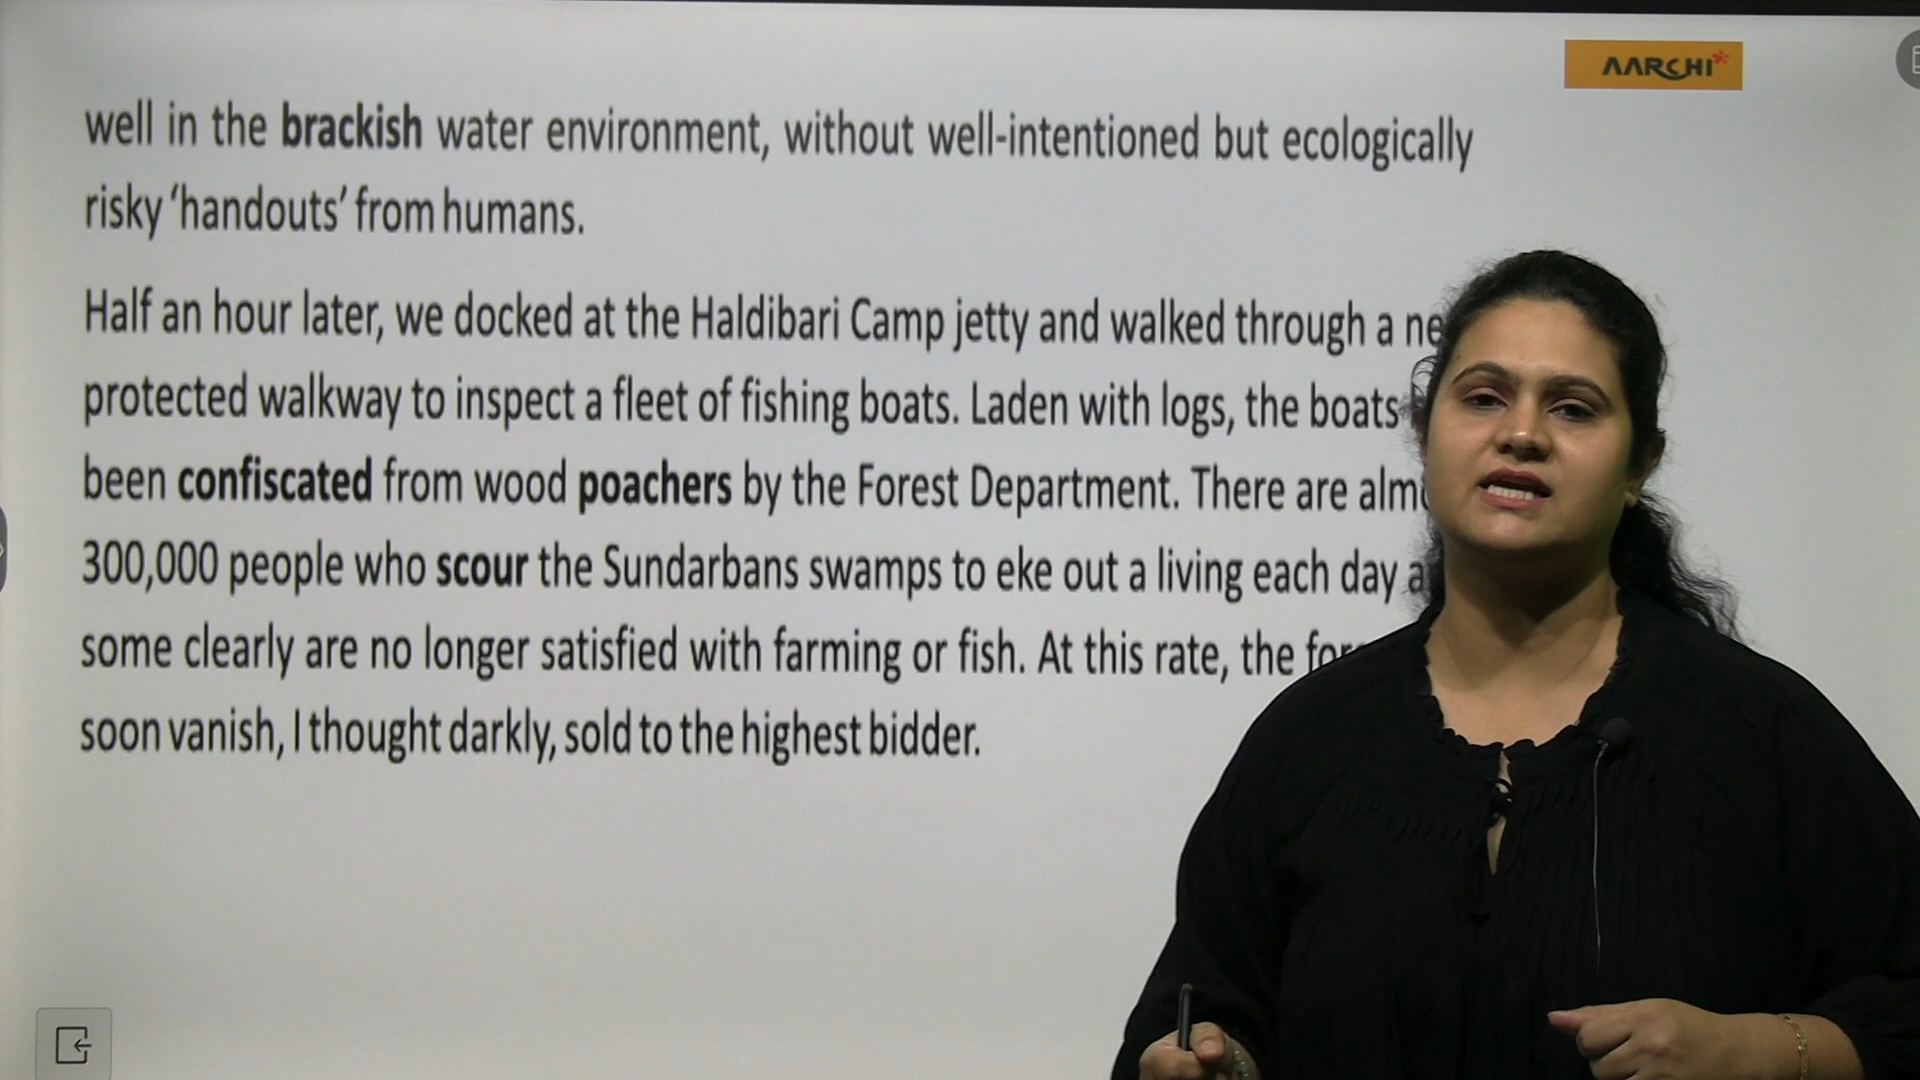 AARCHI
well in the brackish water environment, without well-intentioned but ecologically
risky 'handouts' from humans.
Half an hour later, we docked at the Haldibari Camp jetty and walked through a
protected walkway to inspect a fleet of fishing boats. Laden with logs, the boats
been confiscated from wood poachers by the Forest Department. There are
300,000 people who scour the Sundarbans swamps to eke out a living each day
some clearly are no longer satisfied with farming or fish. At this rate, the
soon vanish, I thought darkly, sold to the highest bidder.